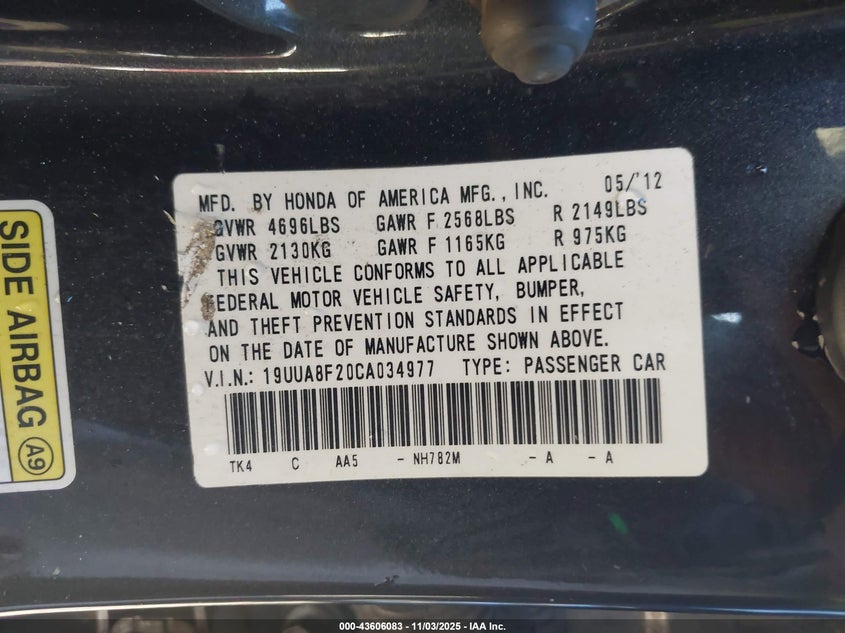 MFD. BY HONDA OF AMERICA MFG., INC. 05/'12
GVWR 4696LBS GAWR F 2568LBS R 2149LBS
GVWR 2130KG GAWR F 1165KG R 975KG
THIS VEHICLE CONFORMS TO ALL APPLICABLE
FEDERAL MOTOR VEHICLE SAFETY, BUMPER,
AND THEFT PREVENTION STANDARDS IN EFFECT
ON THE DATE OF MANUFACTURE SHOWN ABOVE.
V.I.N.: 19UUA8F20CA034977 TYPE: PASSENGER CAR
TK4 C AA5 - NH782M - A - A
SIDE AIRBAG A9
000-43606083 - 11/03/2025 - IAA Inc.